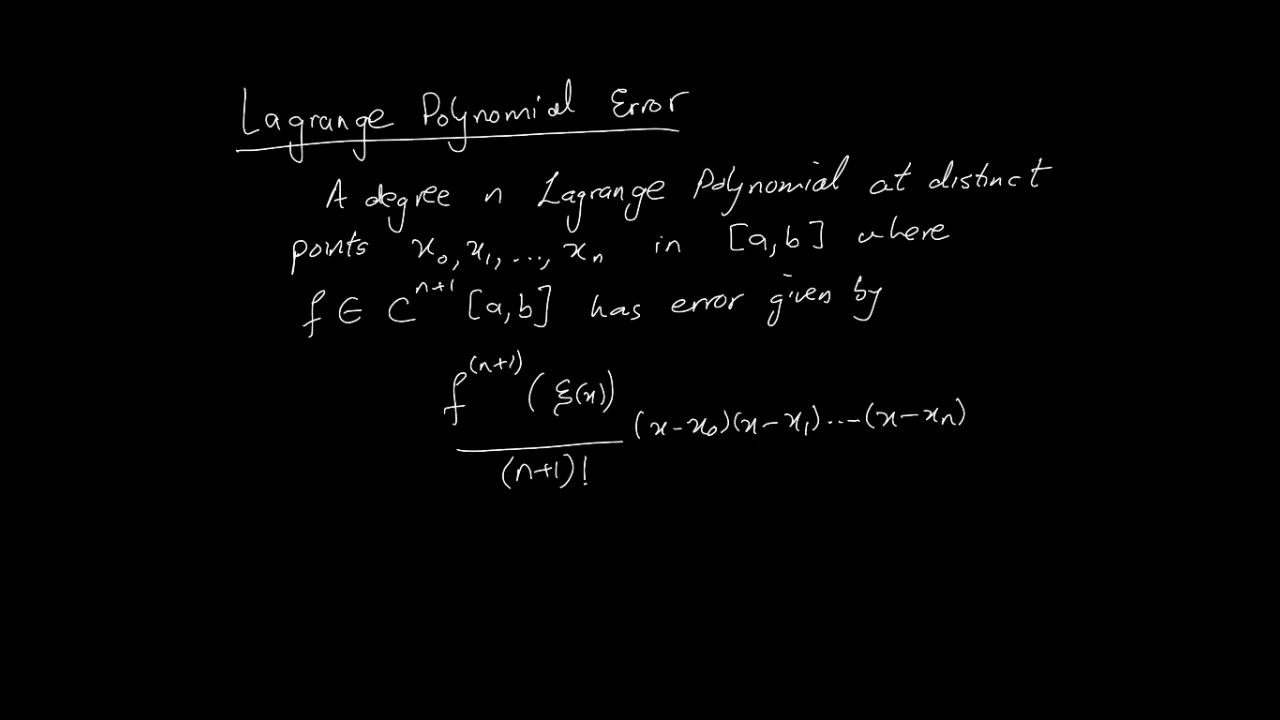 Lagrange Polynomial Error
A degree n Lagrange Polynomial at distinct
points x₀, x₁, ..., xₙ in [a,b] where
f ∈ Cⁿ⁺¹ [a,b] has error given by
f⁽ⁿ⁺¹⁾(ξ(x)) / (n+1)! (x-x₀)(x-x₁)...(x-xₙ)